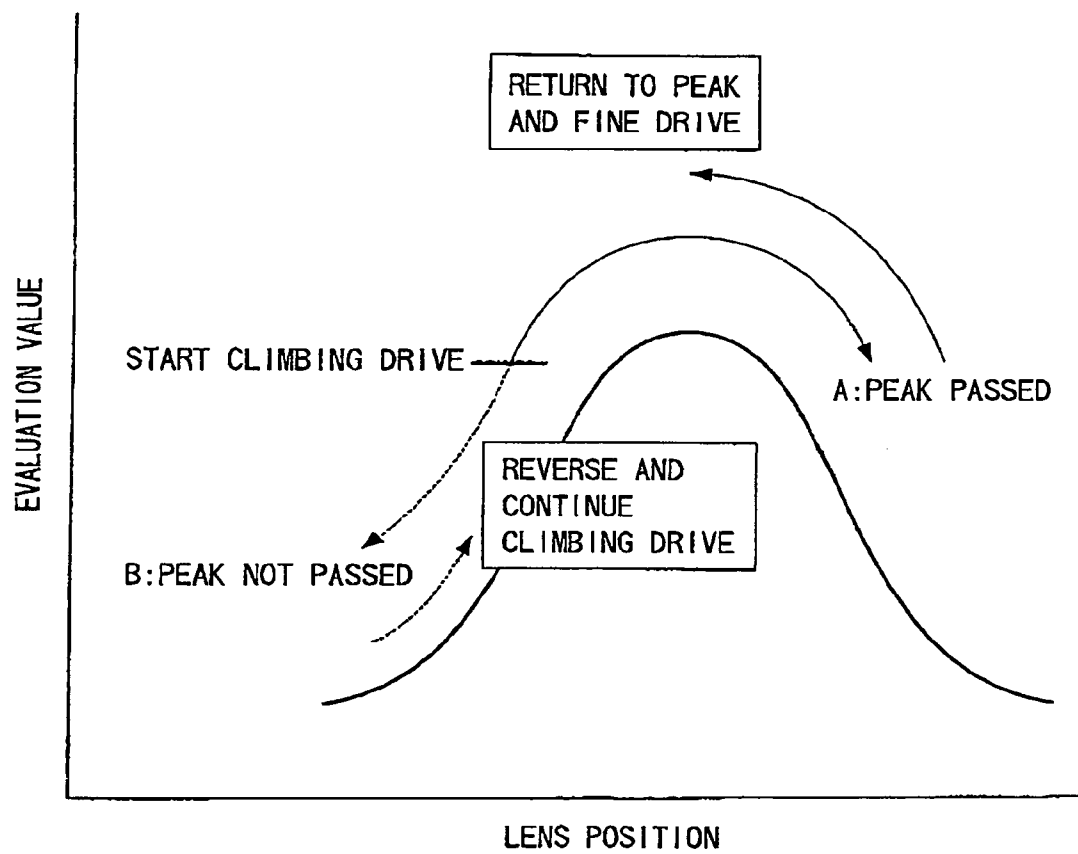 RETURN TO PEAK
AND FINE DRIVE
EVALUATION VALUE
START CLIMBING DRIVE
A:PEAK PASSED
REVERSE AND
CONTINUE
CLIMBING DRIVE
B:PEAK NOT PASSED
LENS POSITION